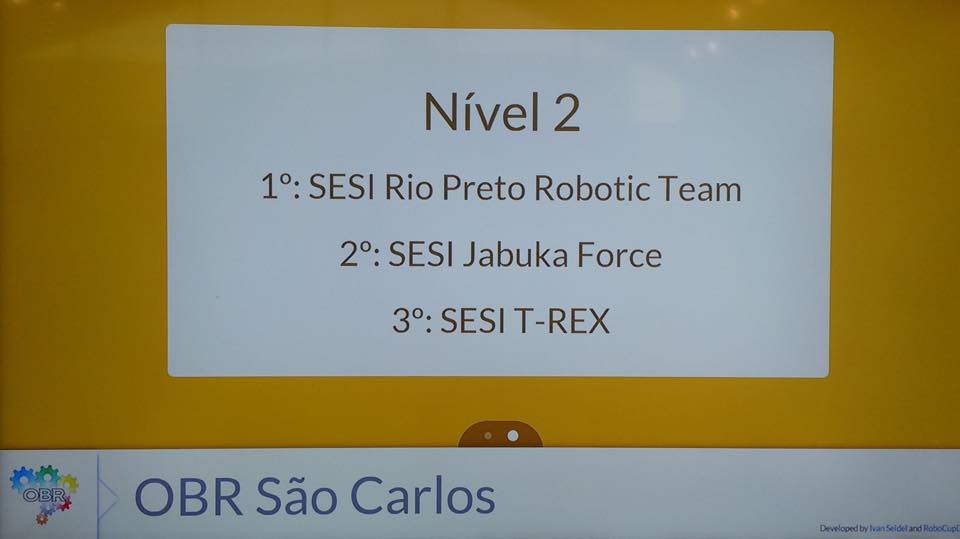 Nível 2
1º: SESI Rio Preto Robotic Team
2º: SESI Jabuka Force
3º: SESI T-REX
OBR
OBR São Carlos
Developed by Ivan Seidel and